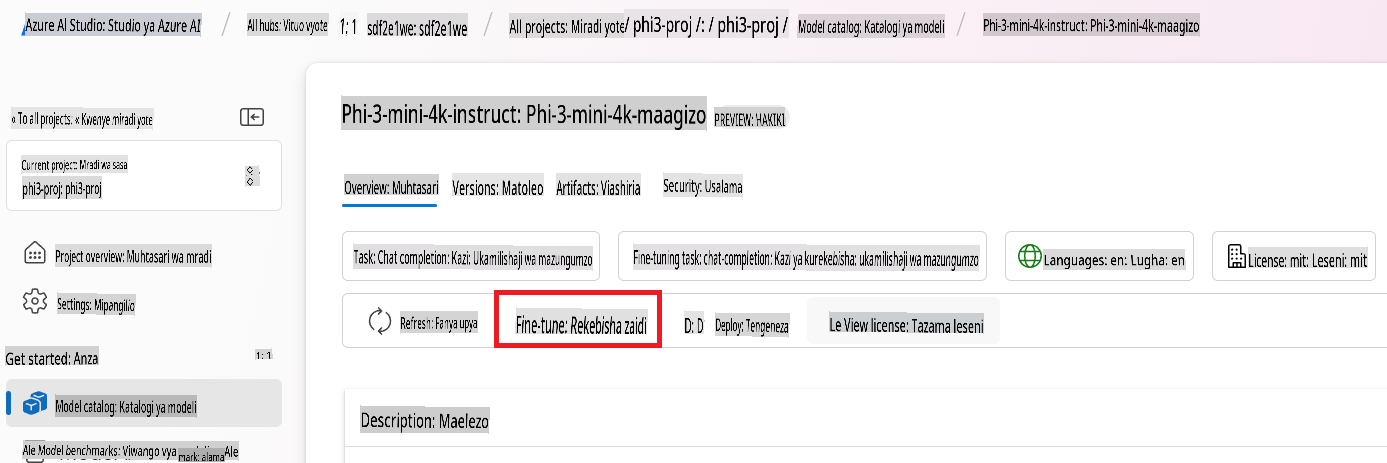 Azure AI Studio: Studio ya Azure AI / All hubs: Vituo vyote 1: 1 sdf2e1we: sdf2e1we / All projects: Miradi yote / phi3-proj /: / phi3-proj / Model catalog: Katalogi ya modeli / Phi-3-mini-4k-instruct: Phi-3-mini-4k-maagizo
« To all projects: « Kwenye miradi yote
Current project: Mradi wa sasa
phi3-proj: phi3-proj
Project overview: Muhtasari wa mradi
Settings: Mipangilio
Get started: Anza 1: 1
Model catalog: Katalogi ya modeli
Ale Model benchmarks: Viwango vya mark: alama Ale
Phi-3-mini-4k-instruct: Phi-3-mini-4k-maagizo PREVIEW: HAKIKI
Overview: Muhtasari Versions: Matoleo Artifacts: Viashiria Security: Usalama
Task: Chat completion: Kazi: Ukamilishaji wa mazungumzo Fine-tuning task: chat-completion: Kazi ya kurekebisha: ukamilishaji wa mazungumzo Languages: en: Lugha: en License: mit: Leseni: mit
Refresh: Fanya upya Fine-tune: Rekebisha zaidi D: D Deploy: Tengeneza Le View license: Tazama leseni
Description: Maelezo